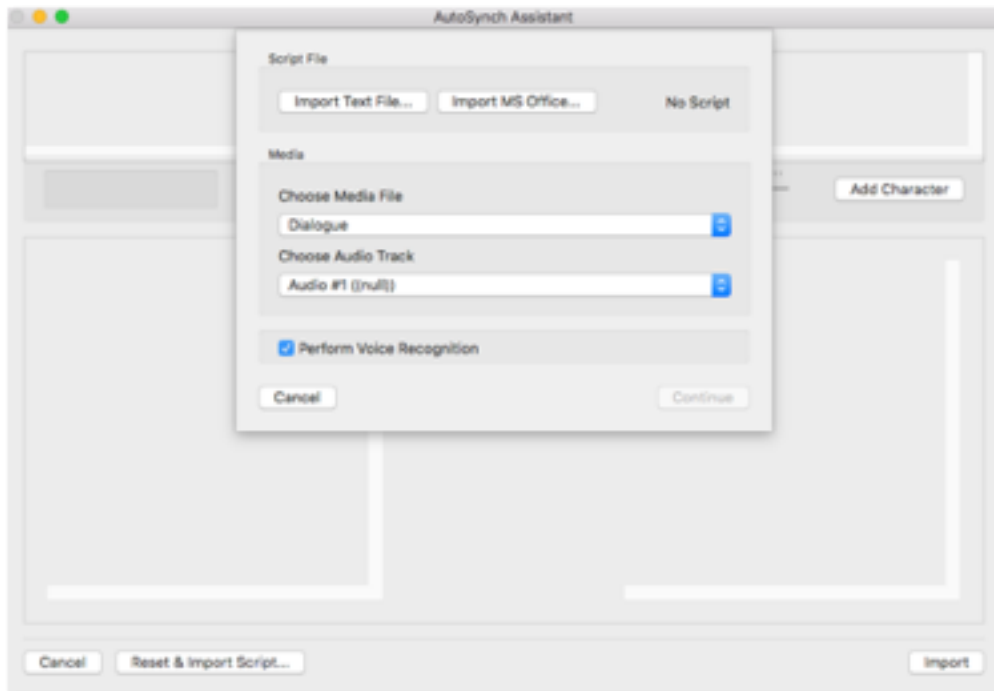 AutoSynch Assistant
Script File
Import Text File... Import MS Office... No Script
Media
Choose Media File
Dialogue
Choose Audio Track
Audio #1 ((null))
Add Character
Perform Voice Recognition
Cancel Continue
Cancel Reset & Import Script... Import